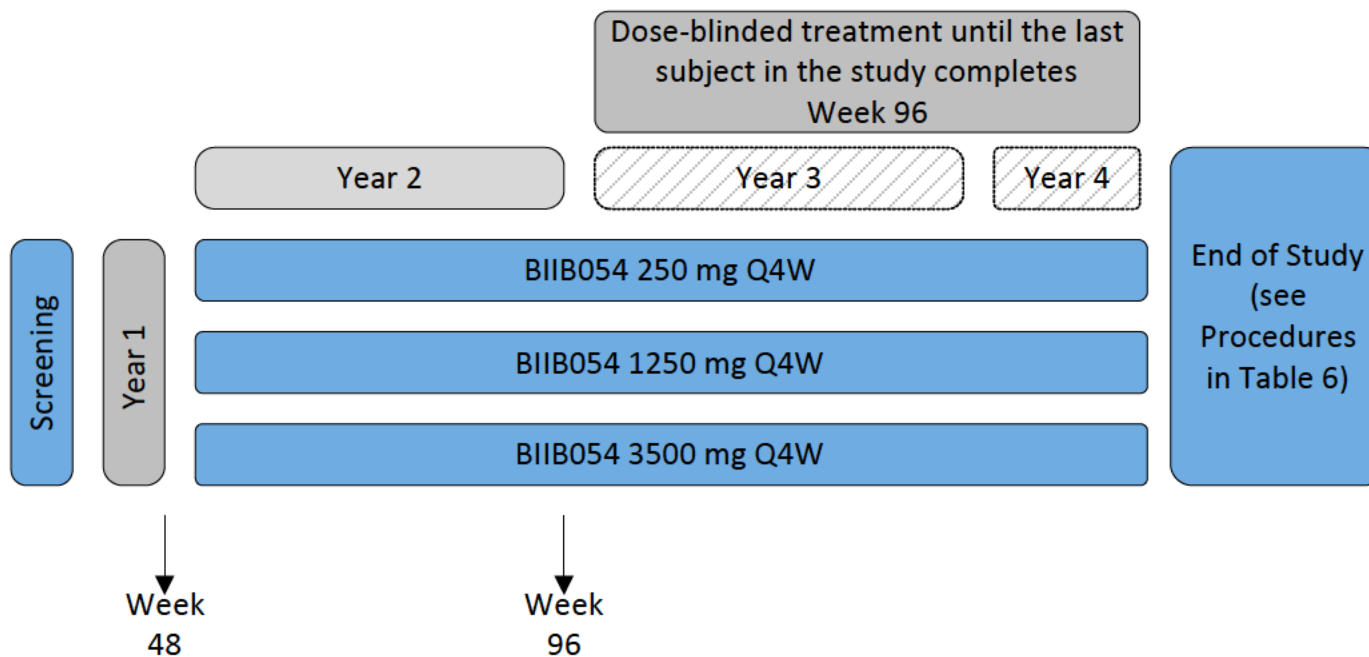 Dose-blinded treatment until the last
subject in the study completes
Week 96
Year 2
Year 3
Year 4
Screening
Year 1
BIIB054 250 mg Q4W
BIIB054 1250 mg Q4W
BIIB054 3500 mg Q4W
End of Study
(see
Procedures
in Table 6)
Week
48
Week
96